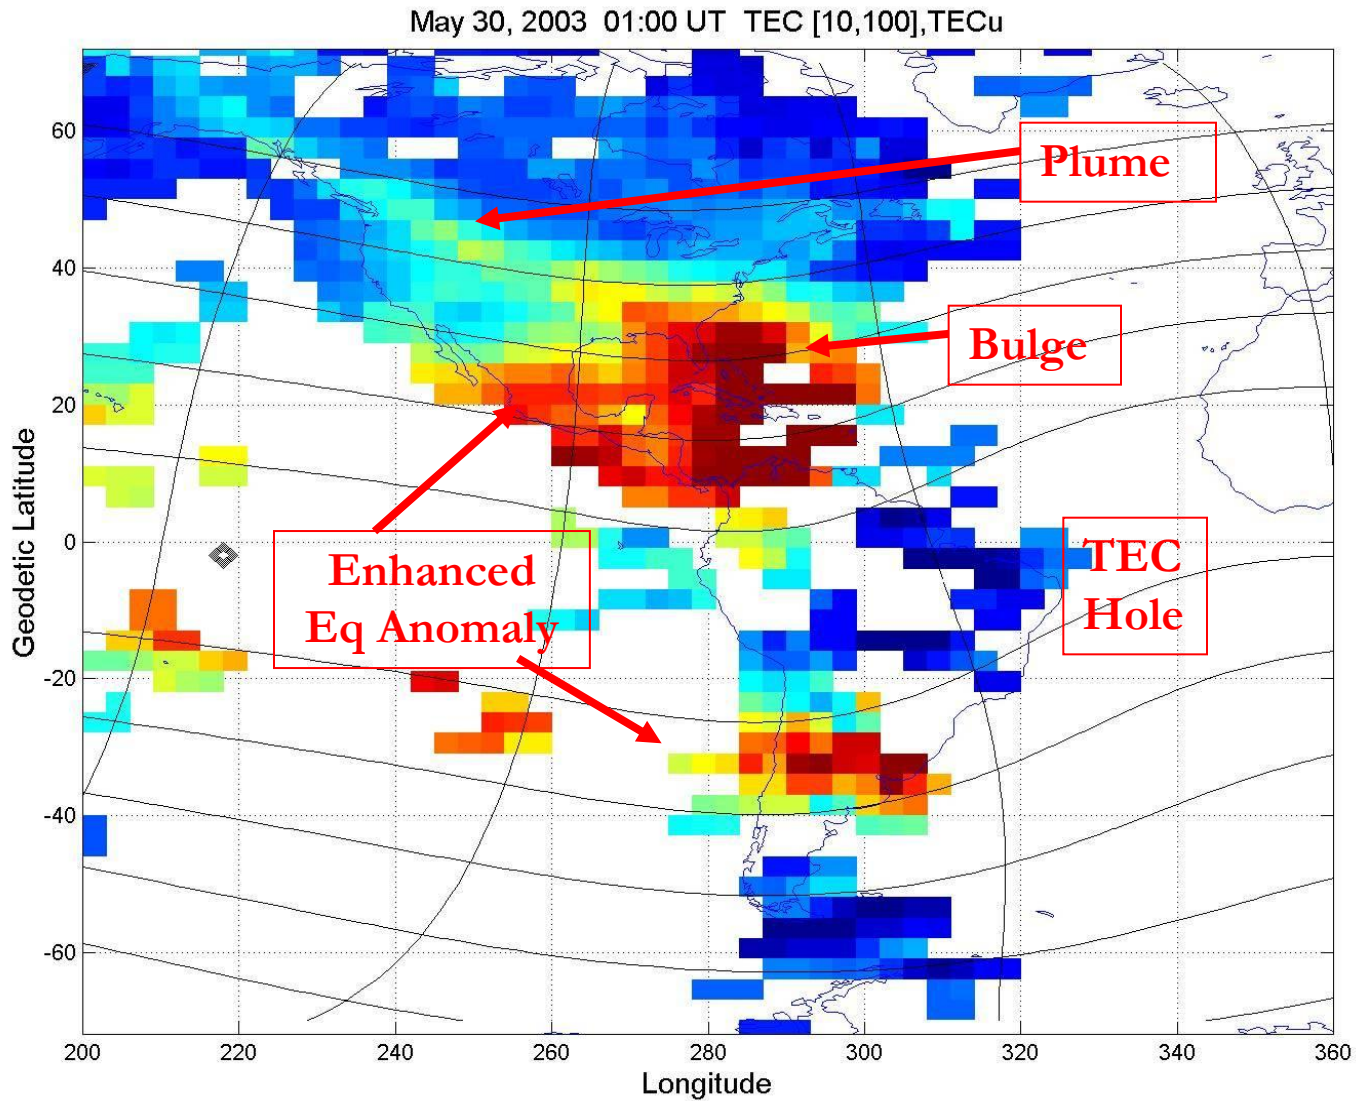 May 30, 2003 01:00 UT TEC [10,100],TECu
Plume
Bulge
Enhanced
Eq Anomaly
TEC
Hole
Geodetic Latitude
60
40
20
0
-20
-40
-60
200
220
240
260
280
300
320
340
360
Longitude